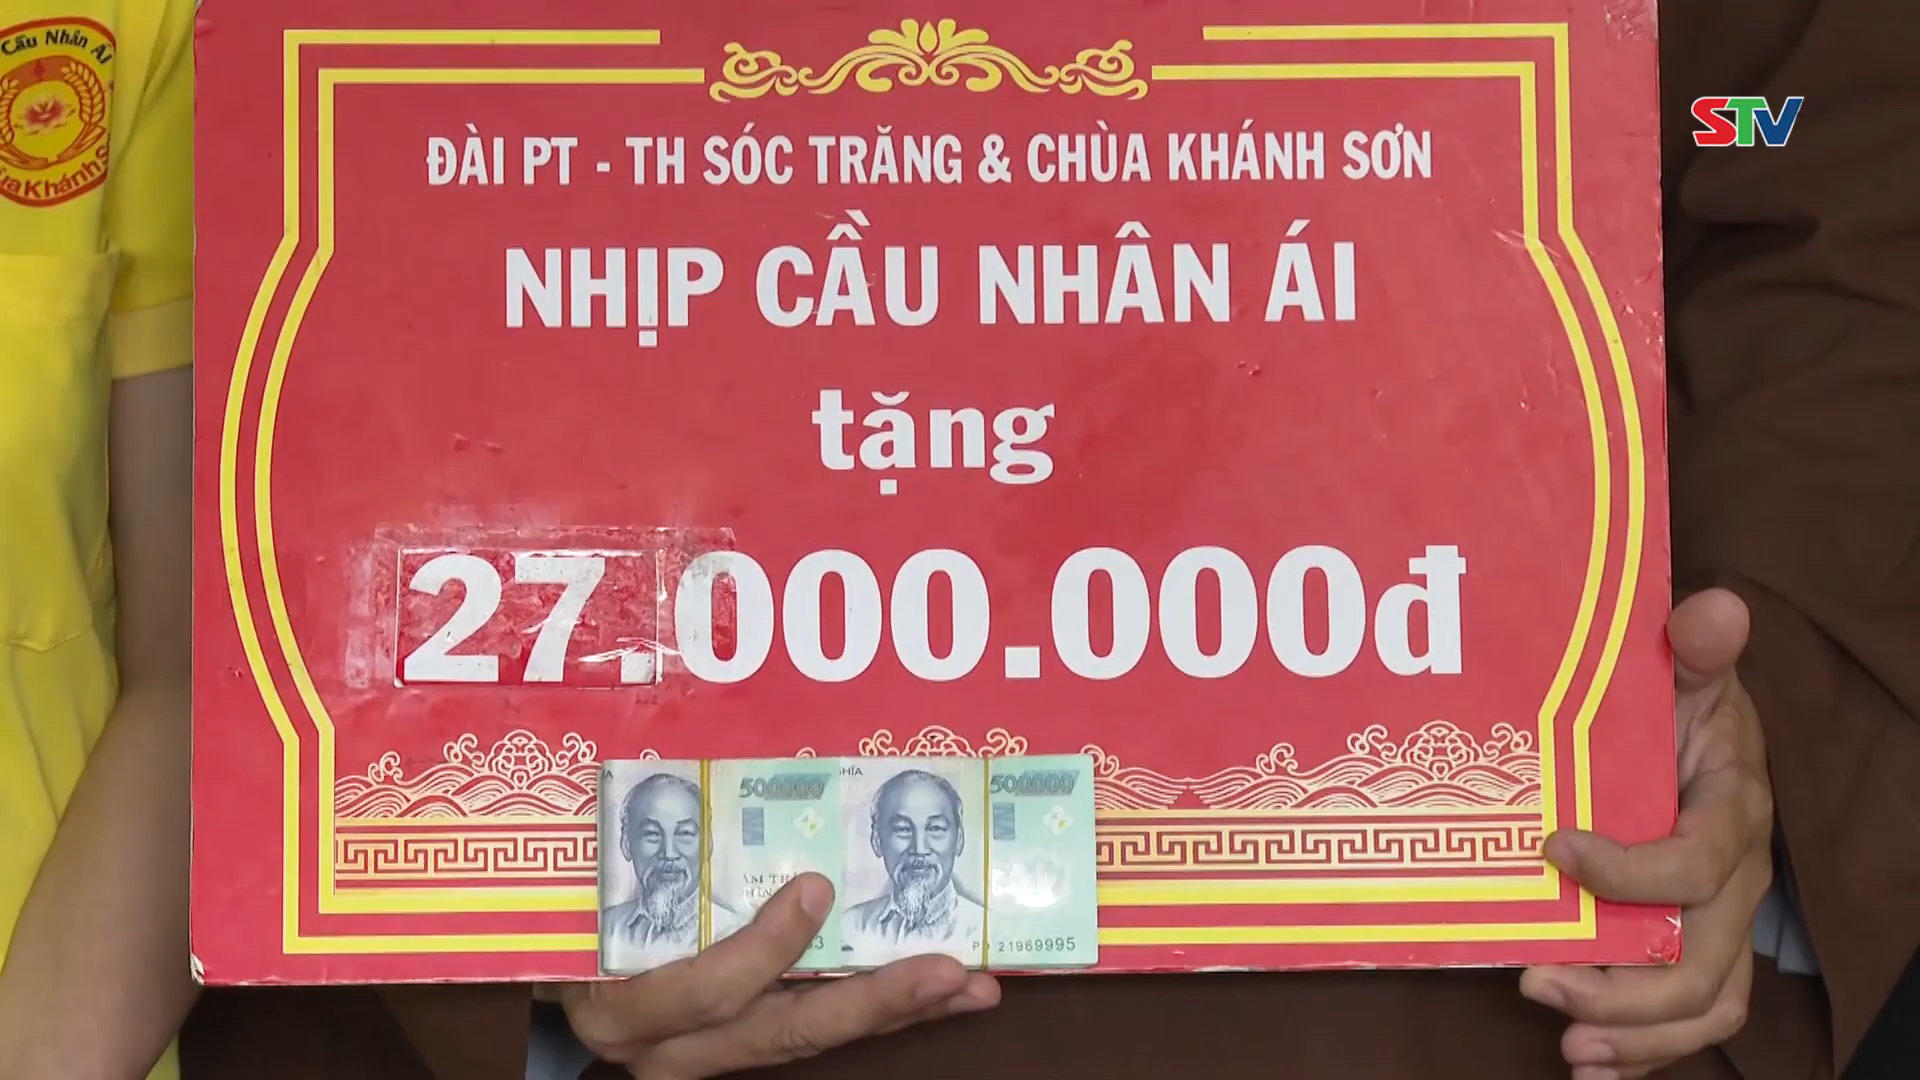 Cầu Nhân Ái
STV
ĐÀI PT - TH SÓC TRĂNG & CHÙA KHÁNH SƠN
NHỊP CẦU NHÂN ÁI
tặng
27.000.000đ
500000
500000
21969995